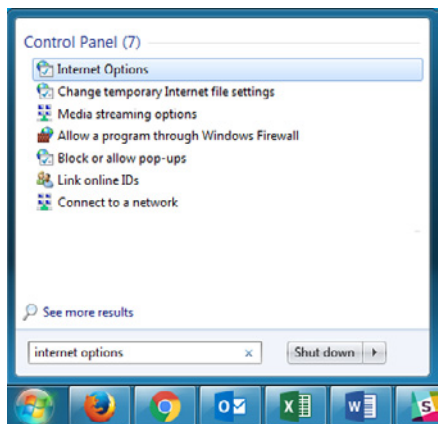 Control Panel (7)
Internet Options
Change temporary Internet file settings
Media streaming options
Allow a program through Windows Firewall
Block or allow pop-ups
Link online IDs
Connect to a network
See more results
internet options x Shut down